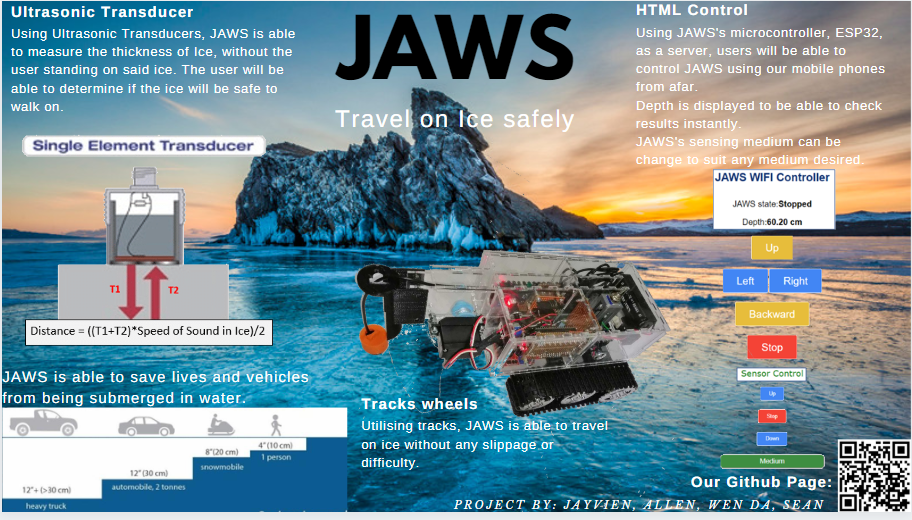 Ultrasonic Transducer
Using Ultrasonic Transducers, JAWS is able
to measure the thickness of Ice, without the
user standing on said ice. The user will be
able to determine if the ice will be safe to
walk on.
Single Element Transducer
T1
T2
Distance = ((T1+T2)*Speed of Sound in Ice)/2
JAWS is able to save lives and vehicles
from being submerged in water.
4"(10 cm)
1 person
8"(20 cm)
snowmobile
12"(30 cm)
automobile, 2 tonnes
12"+ (>30 cm)
heavy truck
JAWS
Travel on Ice safely
Tracks wheels
Utilising tracks, JAWS is able to travel
on ice without any slippage or
difficulty.
HTML Control
Using JAWS's microcontroller, ESP32,
as a server, users will be able to
control JAWS using our mobile phones
from afar.
Depth is displayed to be able to check
results instantly.
JAWS's sensing medium can be
change to suit any medium desired.
JAWS WIFI Controller
JAWS state:Stopped
Depth:60.20 cm
Up
Left
Right
Backward
Stop
Sensor Control
Up
Stop
Down
Medium
Our Github Page:
PROJECT BY: JAYVIEN, ALLEN, WEN DA, SEAN